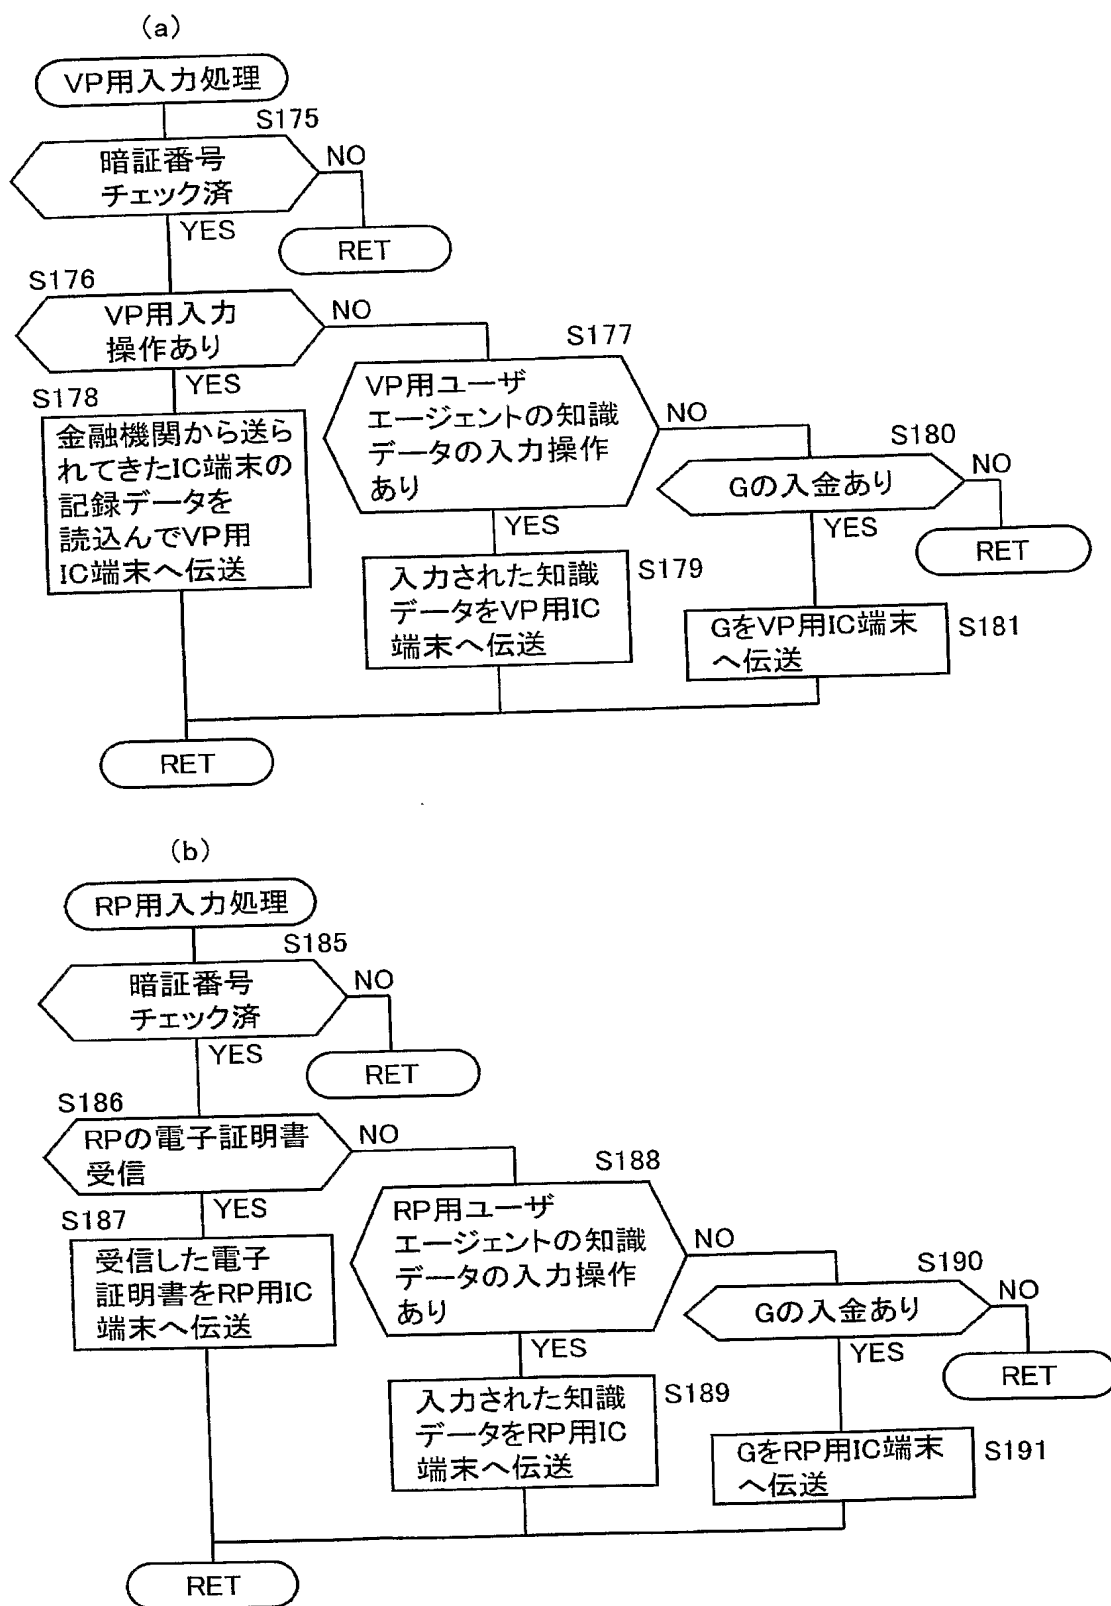 (a)
VP用入力処理
S175
暗証番号
チェック済
NO
YES
RET
S176
VP用入力
操作あり
NO
YES
S177
VP用ユーザ
エージェントの知識
データの入力操作
あり
NO
YES
S178
金融機関から送ら
れてきたIC端末の
記録データを
読込んでVP用
IC端末へ伝送
S180
Gの入金あり
NO
YES
RET
入力された知識
データをVP用IC
端末へ伝送
S179
GをVP用IC端末
へ伝送
S181
RET
(b)
RP用入力処理
S185
暗証番号
チェック済
NO
YES
RET
S186
RPの電子証明書
受信
NO
YES
S188
RP用ユーザ
エージェントの知識
データの入力操作
あり
NO
YES
S187
受信した電子
証明書をRP用IC
端末へ伝送
S190
Gの入金あり
NO
YES
RET
入力された知識
データをRP用IC
端末へ伝送
S189
GをRP用IC端末
へ伝送
S191
RET